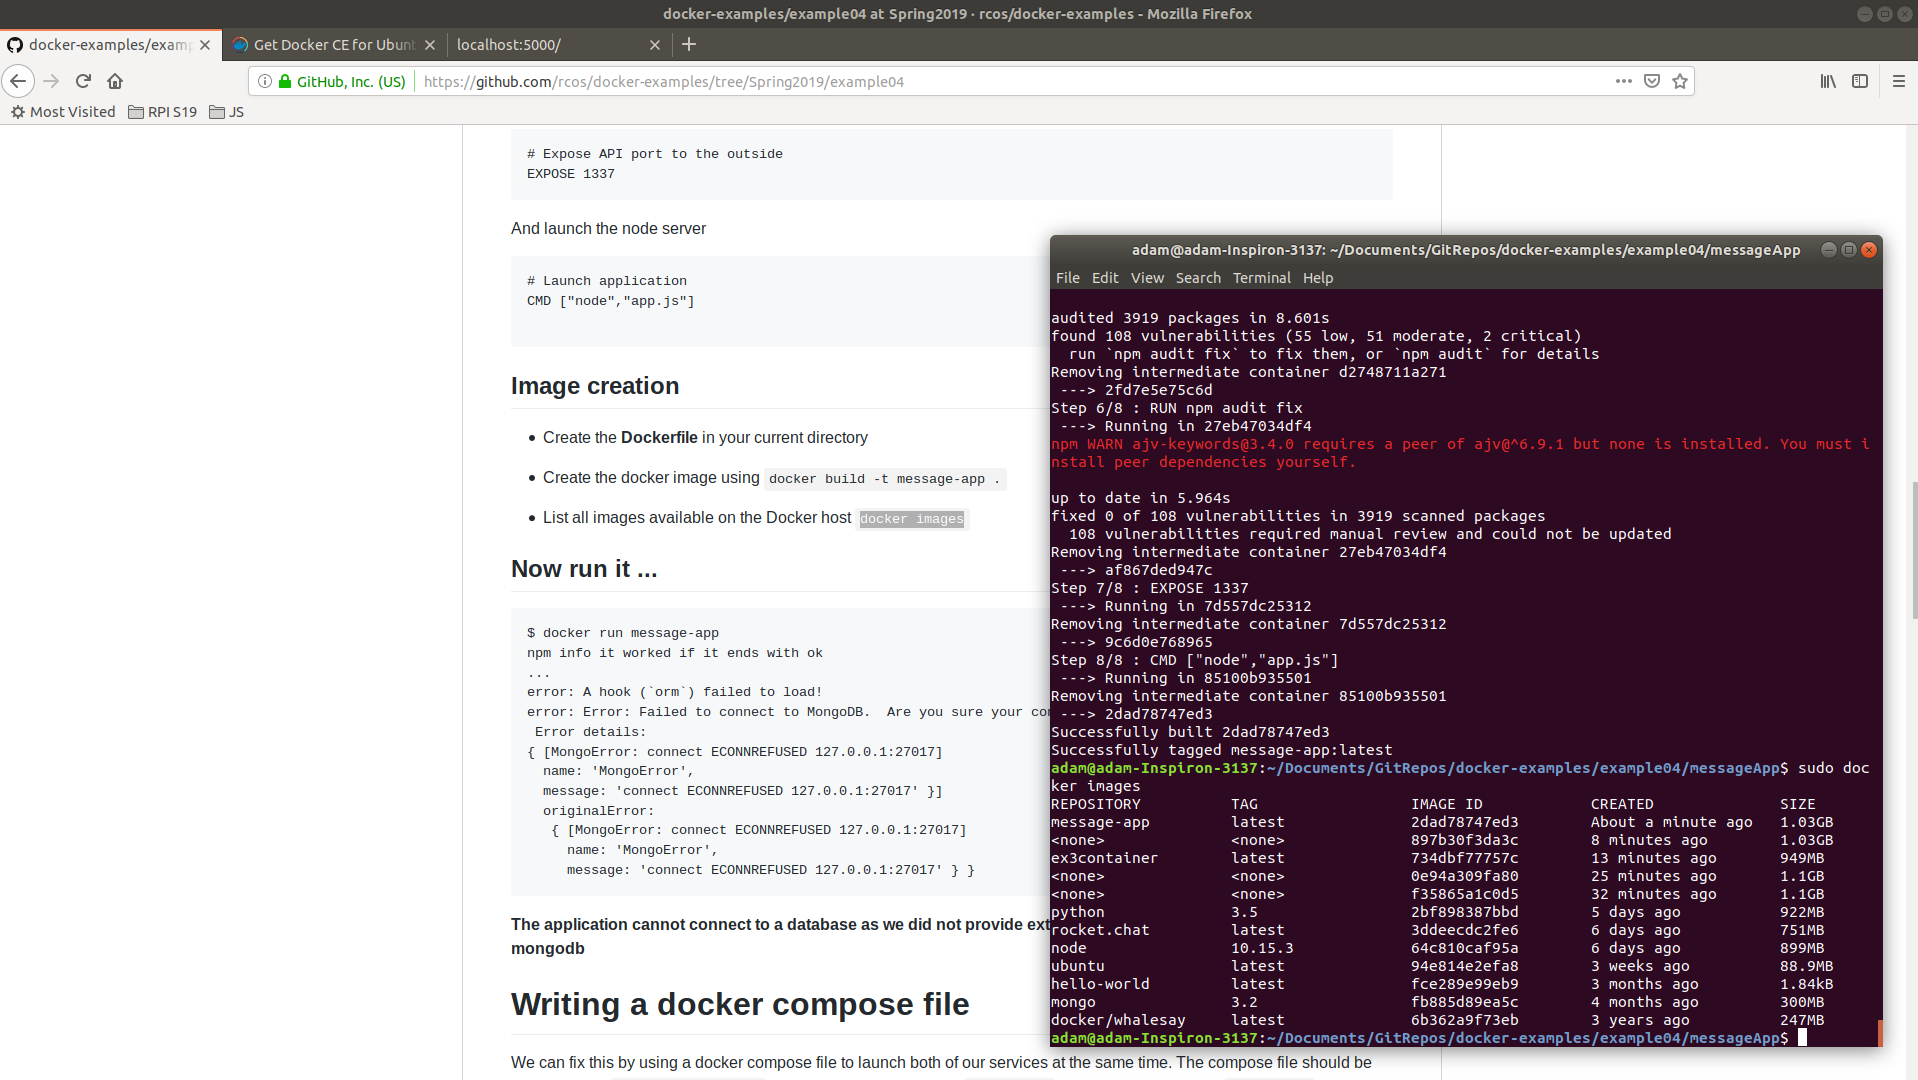 docker-examples/example04 at Spring2019 · rcos/docker-examples - Mozilla Firefox
docker-examples/examp
Get Docker CE for Ubunt
localhost:5000/
GitHub, Inc. (US)
https://github.com/rcos/docker-examples/tree/Spring2019/example04
Most Visited RPI S19 JS
# Expose API port to the outside
EXPOSE 1337
And launch the node server
# Launch application
CMD ["node","app.js"]
Image creation
Create the Dockerfile in your current directory
Create the docker image using docker build -t message-app .
List all images available on the Docker host docker images
Now run it ...
$ docker run message-app
npm info it worked if it ends with ok
...
error: A hook (`orm`) failed to load!
error: Error: Failed to connect to MongoDB.  Are you sure your con
Error details:
{ [MongoError: connect ECONNREFUSED 127.0.0.1:27017]
name: 'MongoError',
message: 'connect ECONNREFUSED 127.0.0.1:27017' }]
originalError:
{ [MongoError: connect ECONNREFUSED 127.0.0.1:27017]
name: 'MongoError',
message: 'connect ECONNREFUSED 127.0.0.1:27017' } }
The application cannot connect to a database as we did not provide ext
mongodb
Writing a docker compose file
We can fix this by using a docker compose file to launch both of our services at the same time. The compose file should be
adam@adam-Inspiron-3137: ~/Documents/GitRepos/docker-examples/example04/messageApp
File Edit View Search Terminal Help
audited 3919 packages in 8.601s
found 108 vulnerabilities (55 low, 51 moderate, 2 critical)
run `npm audit fix` to fix them, or `npm audit` for details
Removing intermediate container d2748711a271
---> 2fd7e5e75c6d
Step 6/8 : RUN npm audit fix
---> Running in 27eb47034df4
npm WARN ajv-keywords@3.4.0 requires a peer of ajv@^6.9.1 but none is installed. You must i
nstall peer dependencies yourself.
up to date in 5.964s
fixed 0 of 108 vulnerabilities in 3919 scanned packages
108 vulnerabilities required manual review and could not be updated
Removing intermediate container 27eb47034df4
---> af867ded947c
Step 7/8 : EXPOSE 1337
---> Running in 7d557dc25312
Removing intermediate container 7d557dc25312
---> 9c6d0e768965
Step 8/8 : CMD ["node","app.js"]
---> Running in 85100b935501
Removing intermediate container 85100b935501
---> 2dad78747ed3
Successfully built 2dad78747ed3
Successfully tagged message-app:latest
adam@adam-Inspiron-3137:~/Documents/GitRepos/docker-examples/example04/messageApp$ sudo doc
ker images
REPOSITORY TAG IMAGE ID CREATED SIZE
message-app latest 2dad78747ed3 About a minute ago 1.03GB
<none> <none> 897b30f3da3c 8 minutes ago 1.03GB
ex3container latest 734dbf77757c 13 minutes ago 949MB
<none> <none> 0e94a309fa80 25 minutes ago 1.1GB
<none> <none> f35865a1c0d5 32 minutes ago 1.1GB
python 3.5 2bf898387bbd 5 days ago 922MB
rocket.chat latest 3ddeecdc2fe6 6 days ago 751MB
node 10.15.3 64c810caf95a 6 days ago 899MB
ubuntu latest 94e814e2efa8 3 weeks ago 88.9MB
hello-world latest fce289e99eb9 3 months ago 1.84kB
mongo 3.2 fb885d89ea5c 4 months ago 300MB
docker/whalesay latest 6b362a9f73eb 3 years ago 247MB
adam@adam-Inspiron-3137:~/Documents/GitRepos/docker-examples/example04/messageApp$